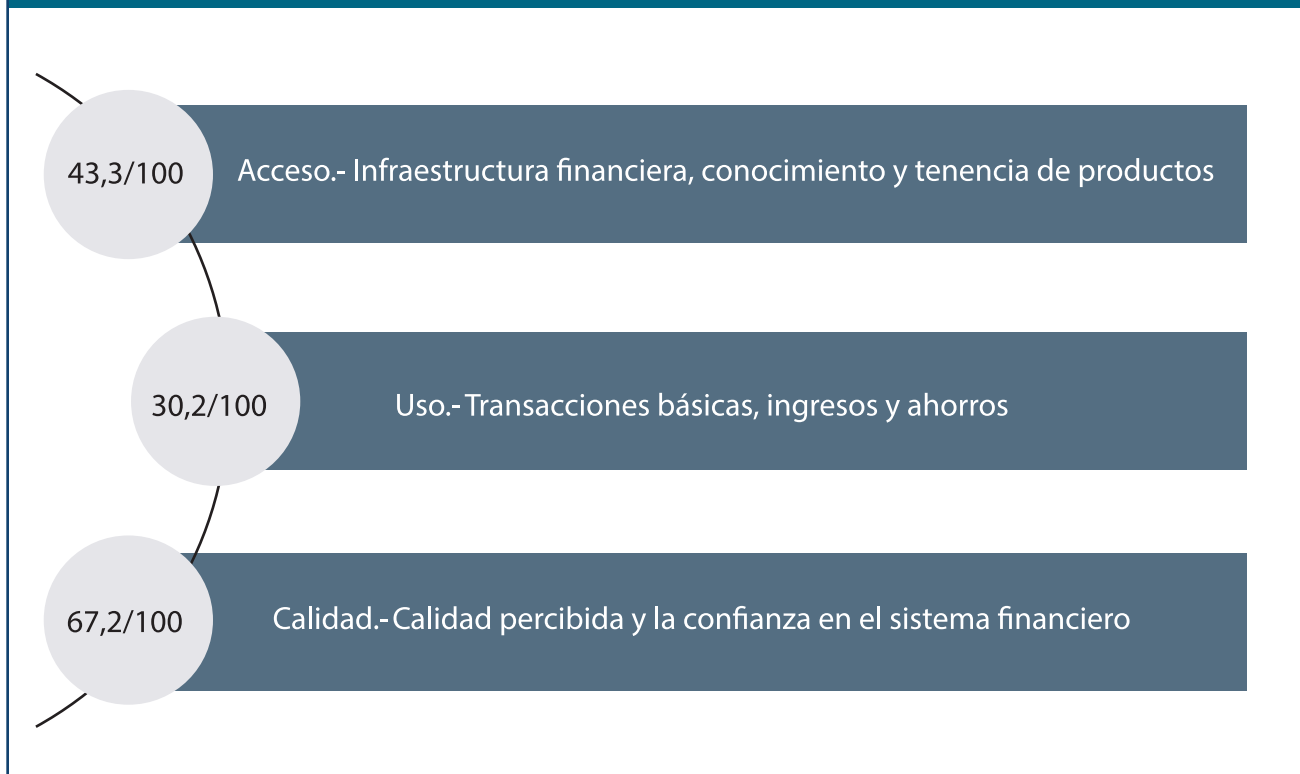 43,3/100 Acceso.- Infraestructura financiera, conocimiento y tenencia de productos
30,2/100 Uso.- Transacciones básicas, ingresos y ahorros
67,2/100 Calidad.- Calidad percibida y la confianza en el sistema financiero